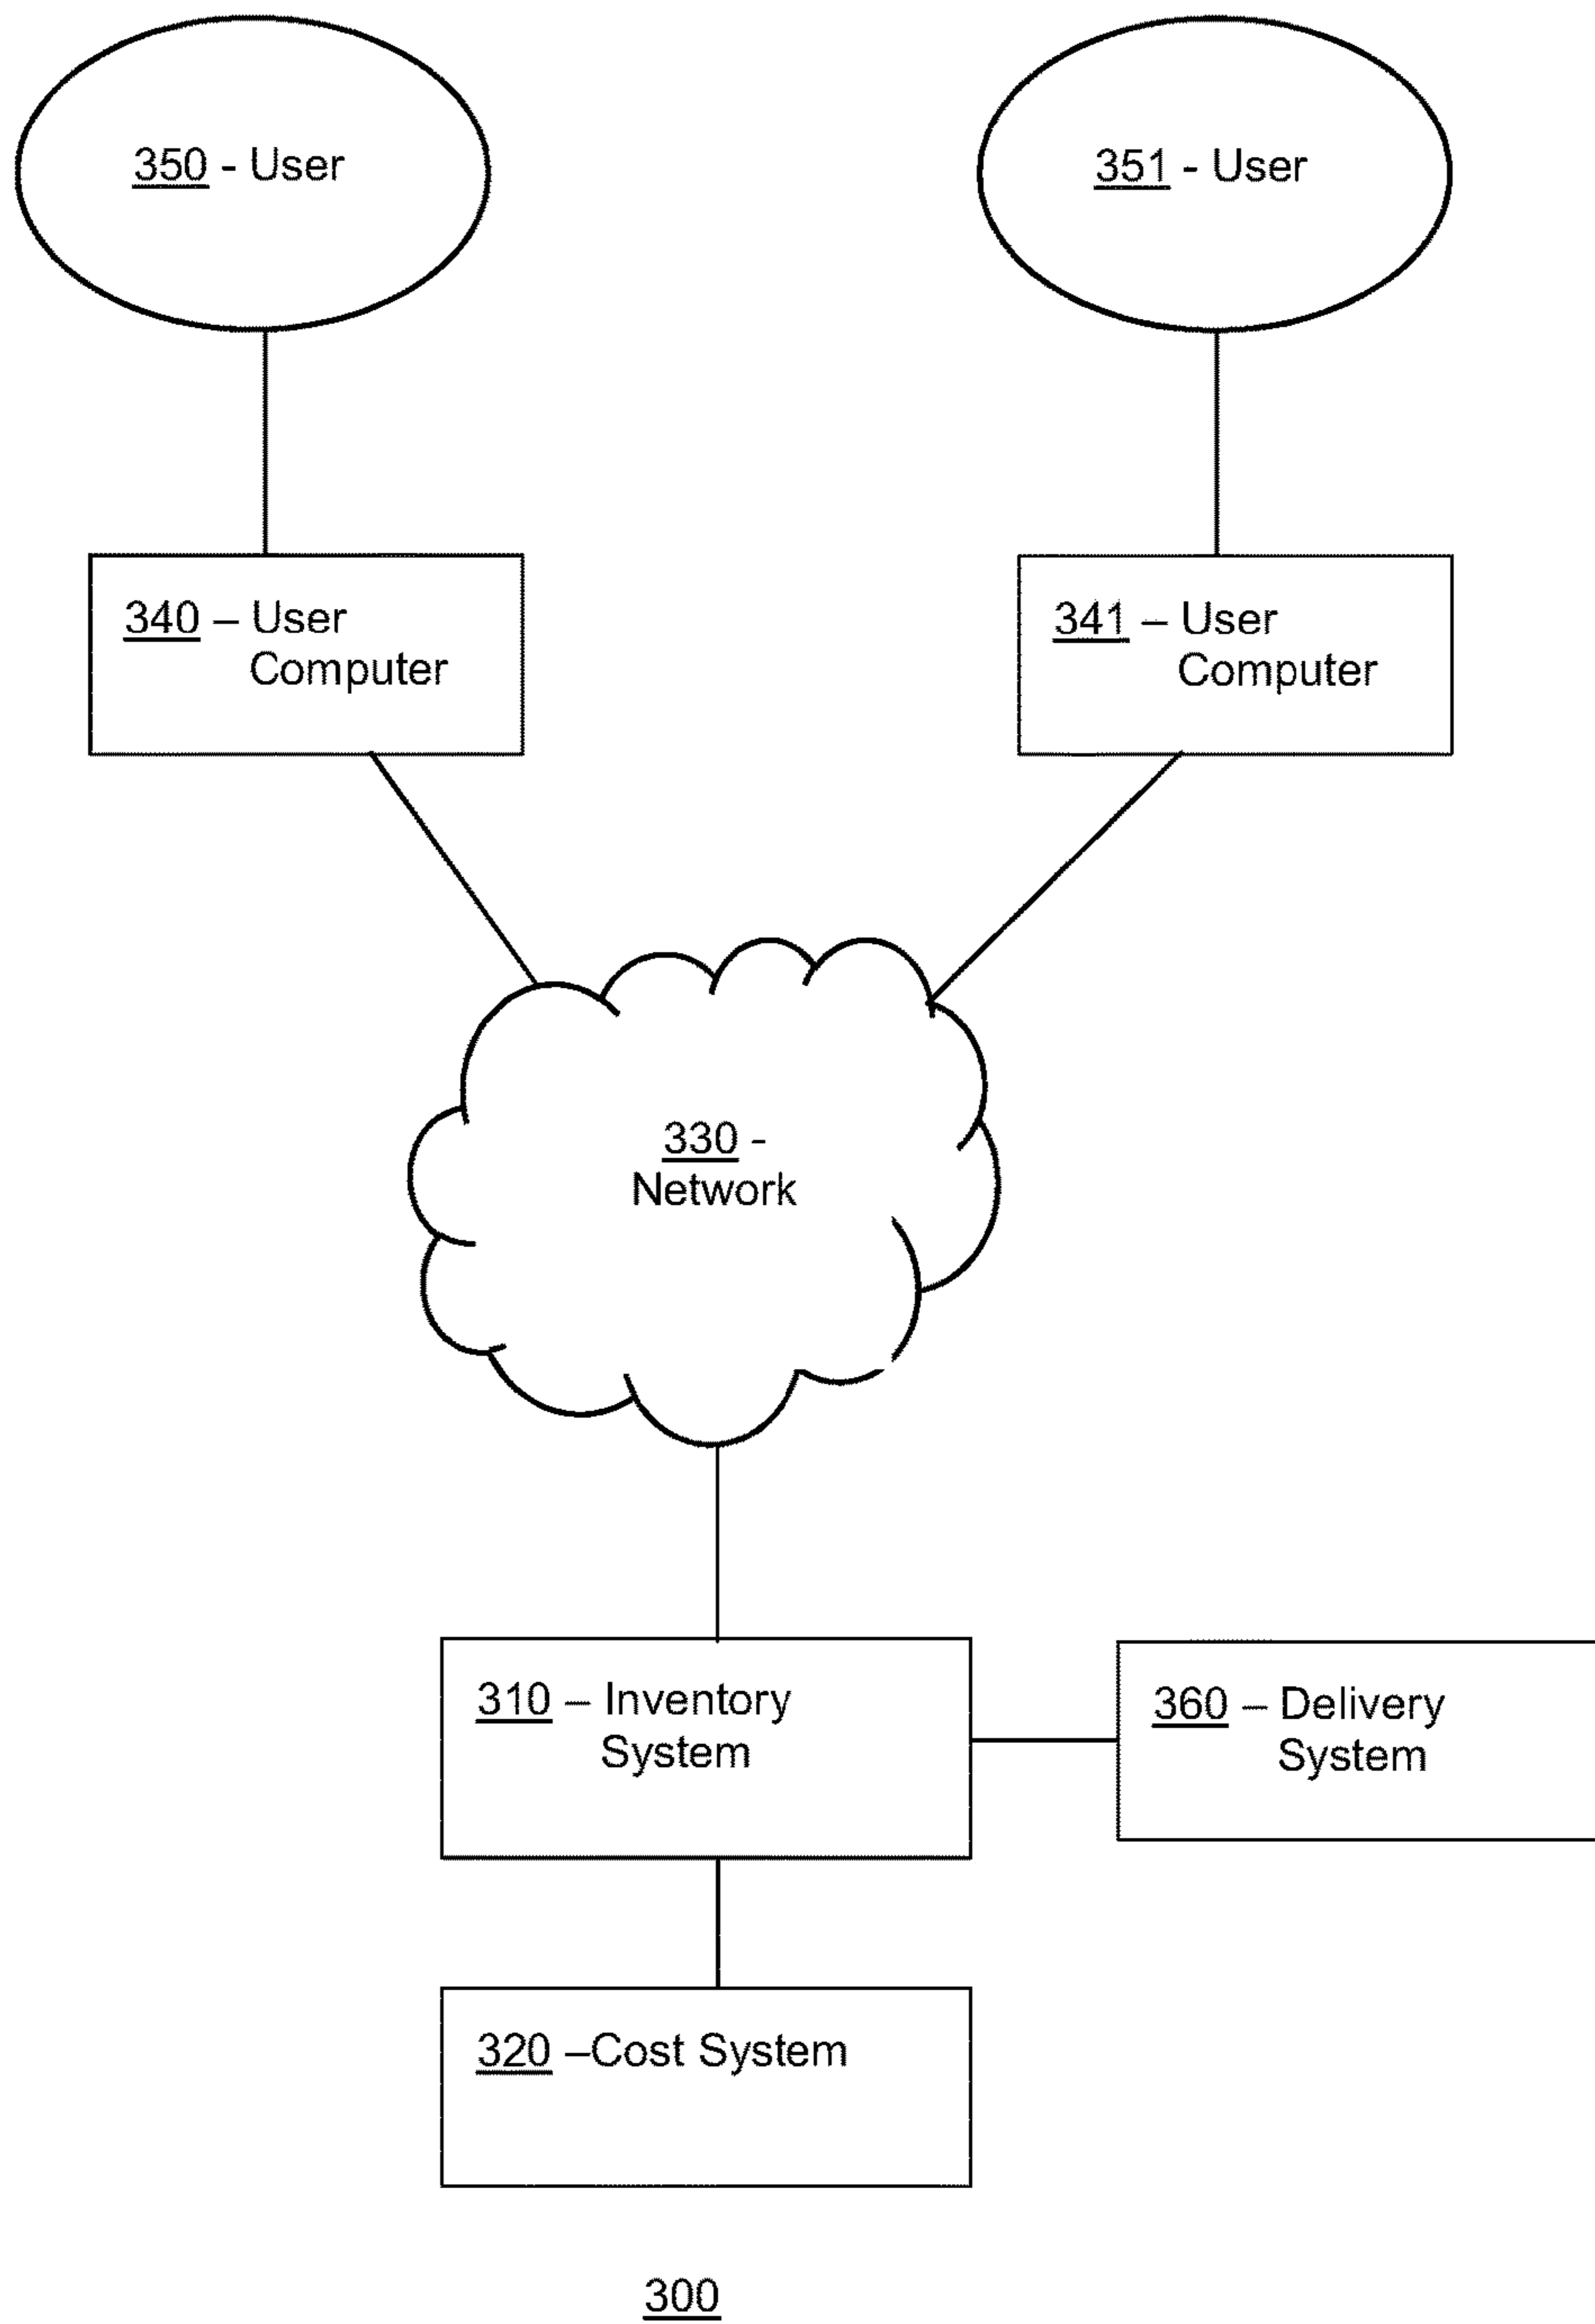 350 - User
351 - User
340 – User
Computer
341 – User
Computer
330 -
Network
310 – Inventory
System
360 – Delivery
System
320 –Cost System
300